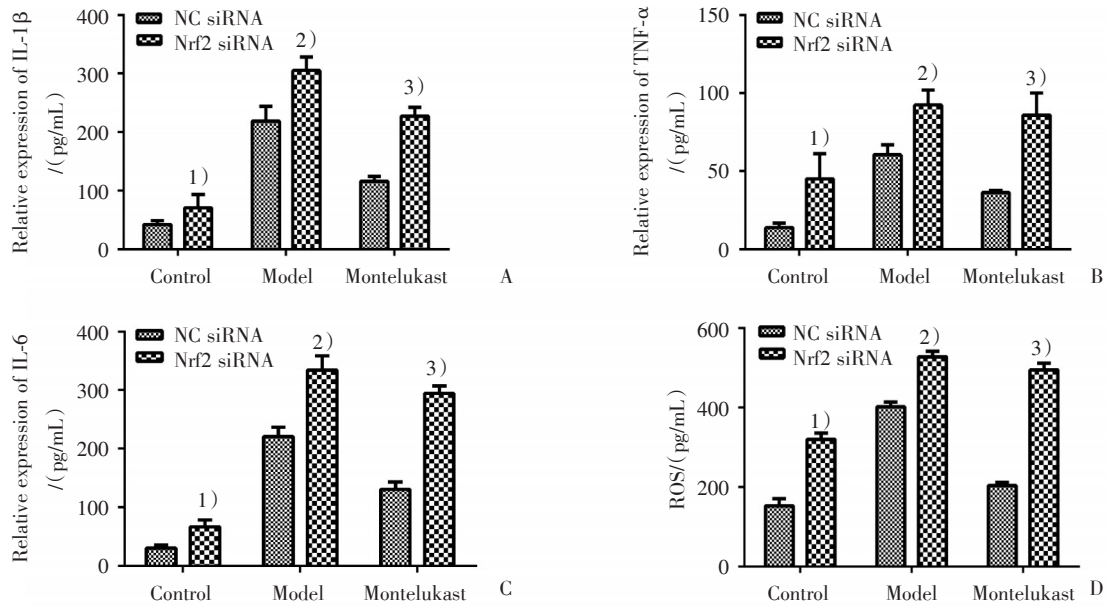 Relative expression of IL-1β
/(pg/mL)
400
300
200
100
0
NC siRNA
Nrf2 siRNA
1)
2)
3)
Control
Model
Montelukast
A
Relative expression of TNF-α
/(pg/mL)
150
100
50
0
NC siRNA
Nrf2 siRNA
1)
2)
3)
Control
Model
Montelukast
B
Relative expression of IL-6
/(pg/mL)
400
300
200
100
0
NC siRNA
Nrf2 siRNA
1)
2)
3)
Control
Model
Montelukast
C
ROS/(pg/mL)
600
400
200
0
NC siRNA
Nrf2 siRNA
1)
2)
3)
Control
Model
Montelukast
D